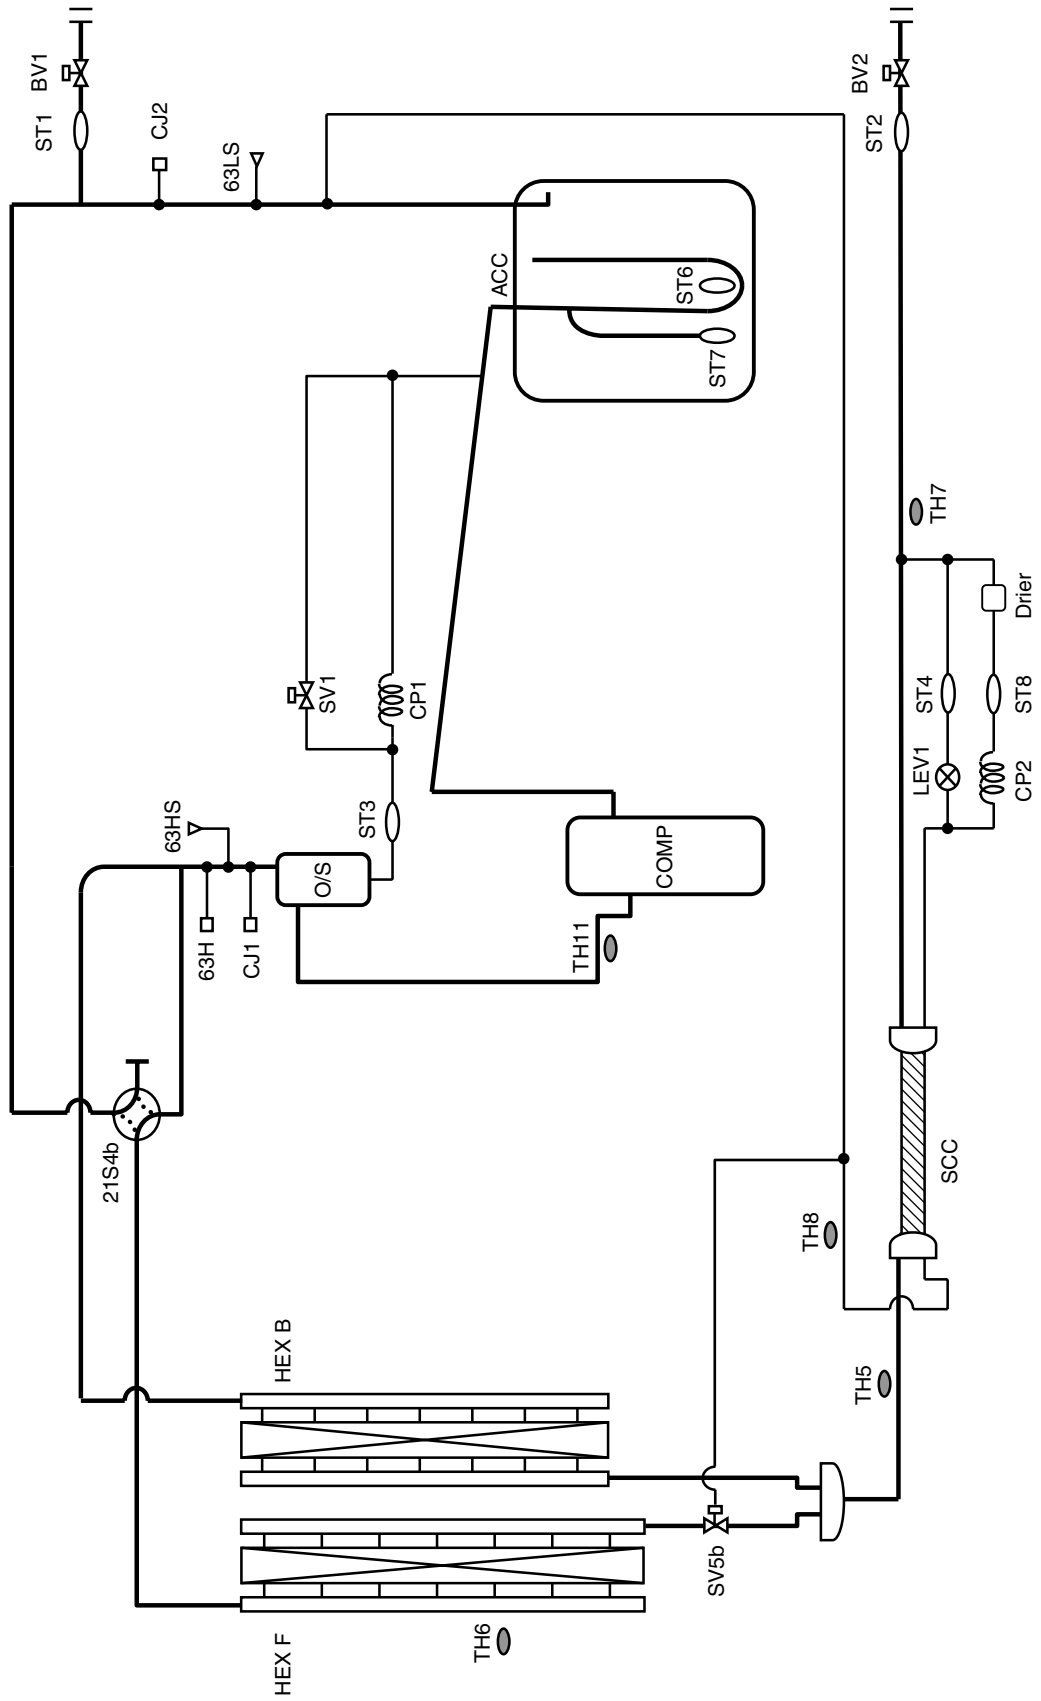 BV1
ST1
CJ2
63LS
BV2
ST2
ACC
ST6
ST7
TH7
SV1
CP1
ST4
Drier
ST8
LEV1
CP2
63HS
ST3
O/S
COMP
63H
CJ1
TH11
21S4b
SCC
TH8
HEX B
TH5
SV5b
HEX F
TH6